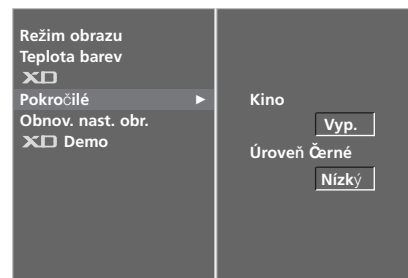 Režim obrazu
Teplota barev
XD
Pokročilé ►
Obnov. nast. obr.
XD Demo
Kino
Vyp.
Úroveň Černé
Nízký